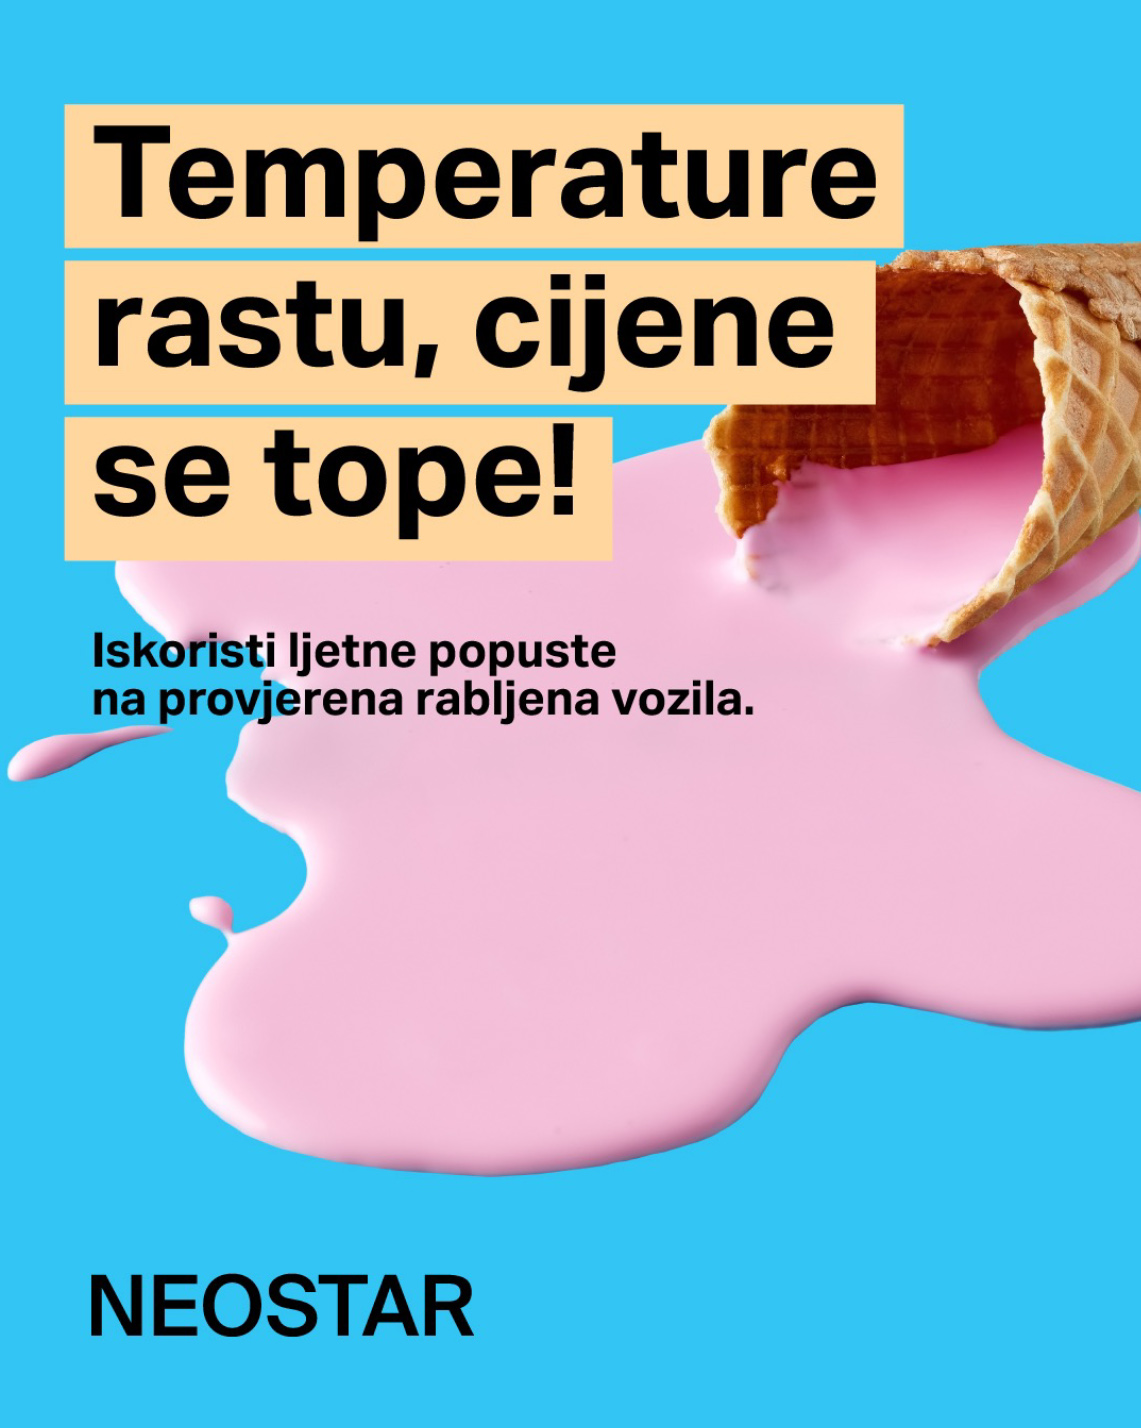 Temperature
rastu, cijene
se tope!
Iskoristi ljetne popuste
na provjerena rabljena vozila.
NEOSTAR